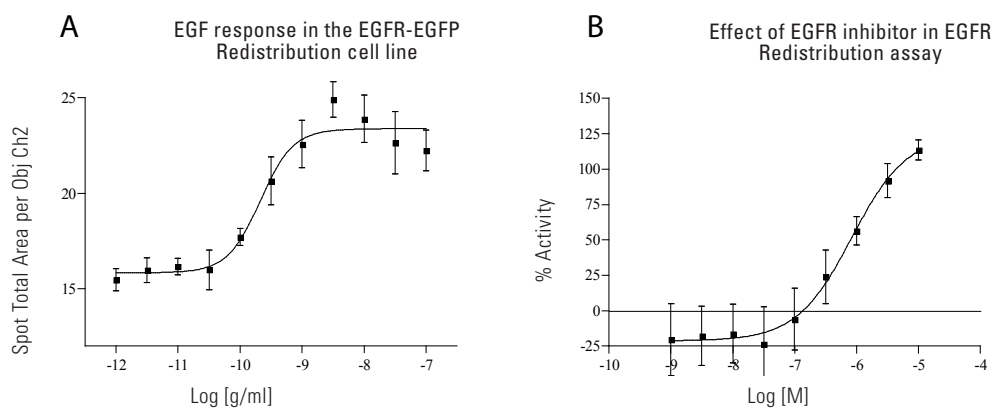 A
EGF response in the EGFR-EGFP
Redistribution cell line
25
20
15
-12 -11 -10 -9 -8 -7
Spot Total Area per Obj Ch2
Log [g/ml]
B
Effect of EGFR inhibitor in EGFR
Redistribution assay
150
125
100
75
50
25
0
-25
-10 -9 -8 -7 -6 -5 -4
% Activity
Log [M]